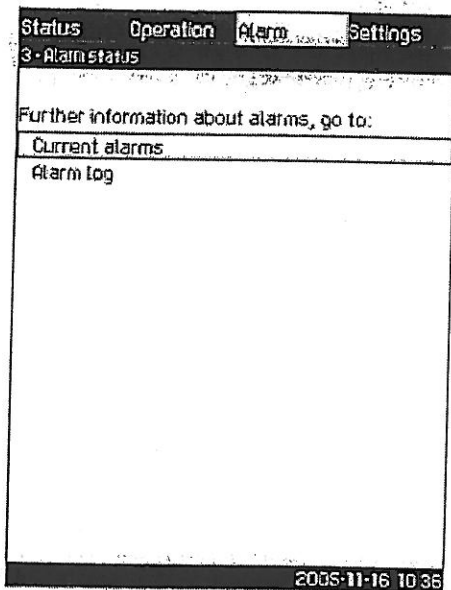 Status Operation Alarm Settings
3 - Alarm status
Further information about alarms, go to:
Current alarms
Alarm log
2005-11-16 10:36